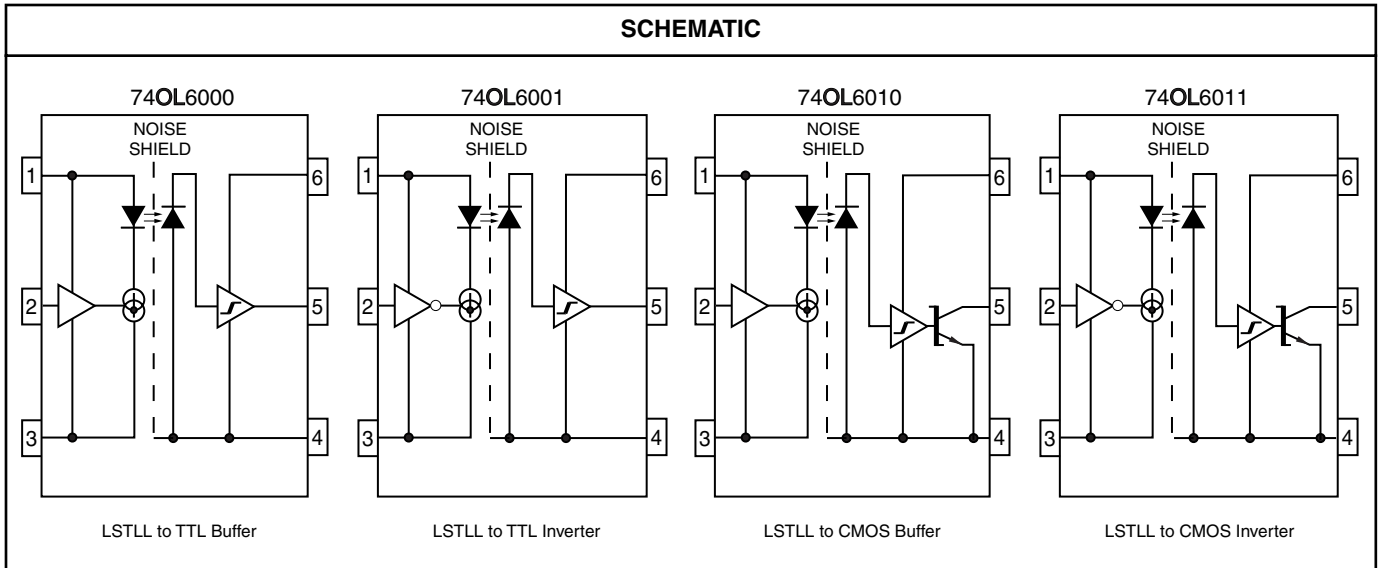 SCHEMATIC
74OL6000
NOISE
SHIELD
1
2
3
6
5
4
LSTLL to TTL Buffer
74OL6001
NOISE
SHIELD
1
2
3
6
5
4
LSTLL to TTL Inverter
74OL6010
NOISE
SHIELD
1
2
3
6
5
4
LSTLL to CMOS Buffer
74OL6011
NOISE
SHIELD
1
2
3
6
5
4
LSTLL to CMOS Inverter